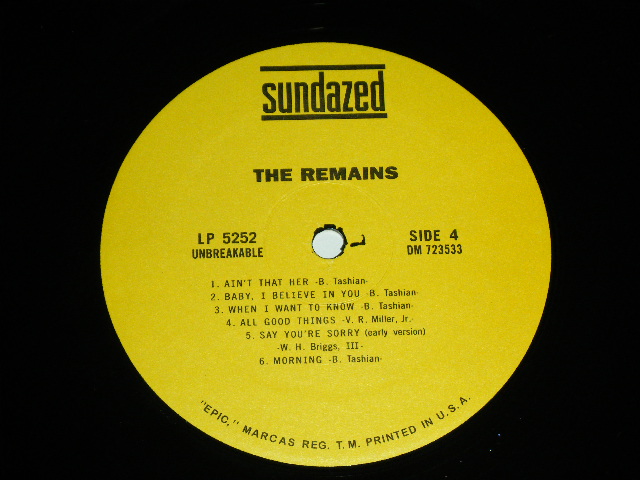 sundazed
THE REMAINS
LP 5252
UNBREAKABLE
SIDE 4
DM 723533
1. AIN'T THAT HER -B. Tashian-
2. BABY, I BELIEVE IN YOU -B. Tashian-
3. WHEN I WANT TO KNOW -B. Tashian-
4. ALL GOOD THINGS -V. R. Miller, Jr.-
5. SAY YOU'RE SORRY (early version)
-W. H. Briggs, III-
6. MORNING -B. Tashian-
"EPIC," MARCAS REG. T.M. PRINTED IN U.S.A.